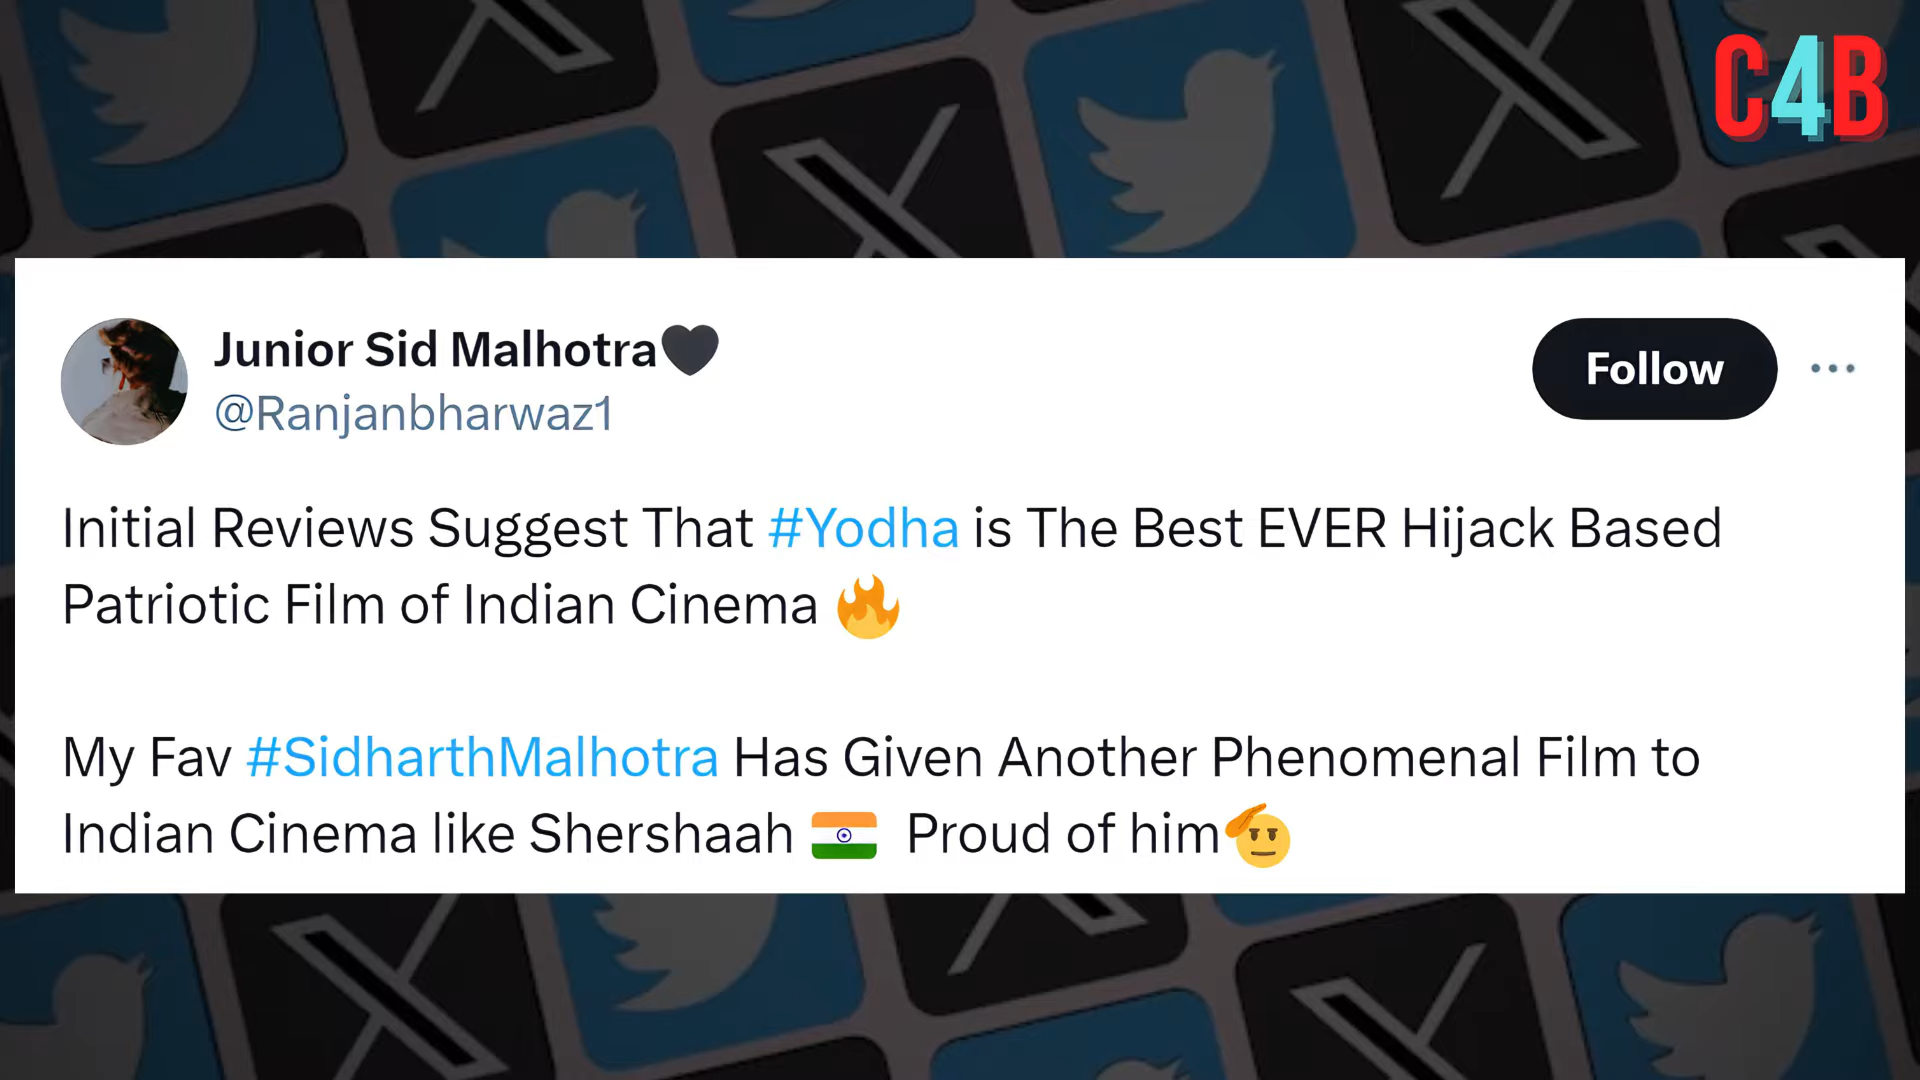 C4B
Junior Sid Malhotra🖤
@Ranjanbharwaz1
Follow
Initial Reviews Suggest That #Yodha is The Best EVER Hijack Based
Patriotic Film of Indian Cinema 🔥
My Fav #SidharthMalhotra Has Given Another Phenomenal Film to
Indian Cinema like Shershaah 🇮🇳 Proud of him🫡